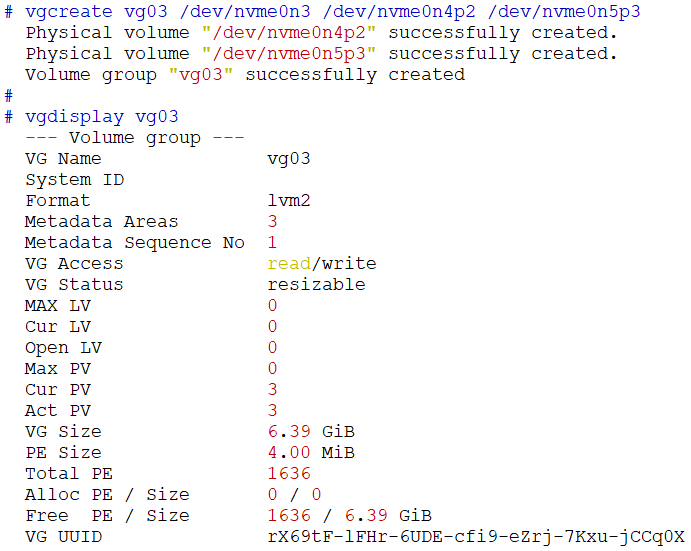 # vgcreate vg03 /dev/nvme0n3 /dev/nvme0n4p2 /dev/nvme0n5p3
Physical volume "/dev/nvme0n4p2" successfully created.
Physical volume "/dev/nvme0n5p3" successfully created.
Volume group "vg03" successfully created
#
# vgdisplay vg03
--- Volume group ---
VG Name vg03
System ID
Format lvm2
Metadata Areas 3
Metadata Sequence No 1
VG Access read/write
VG Status resizable
MAX LV 0
Cur LV 0
Open LV 0
Max PV 0
Cur PV 3
Act PV 3
VG Size 6.39 GiB
PE Size 4.00 MiB
Total PE 1636
Alloc PE / Size 0 / 0
Free PE / Size 1636 / 6.39 GiB
VG UUID rX69tF-lFHr-6UDE-cfi9-eZrj-7Kxu-jCCq0X